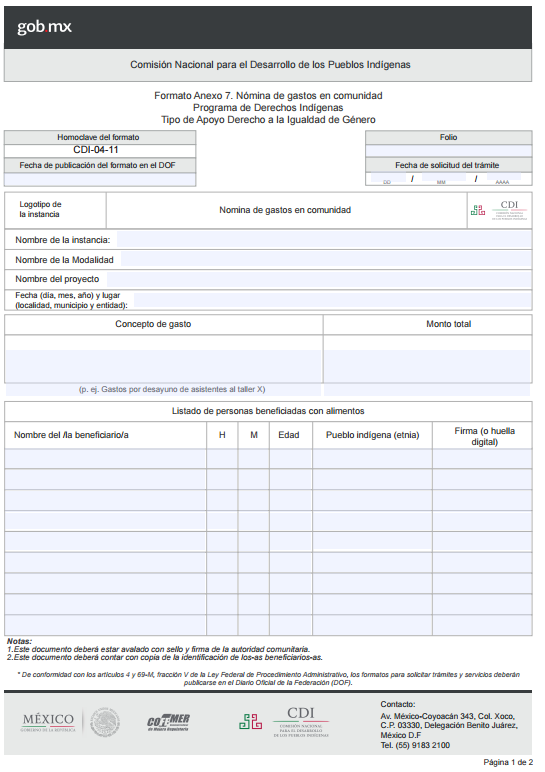 gob.mx
Comisión Nacional para el Desarrollo de los Pueblos Indígenas
Formato Anexo 7. Nómina de gastos en comunidad
Programa de Derechos Indígenas
Tipo de Apoyo Derecho a la Igualdad de Género
Homoclave del formato
CDI-04-11
Fecha de publicación del formato en el DOF
Folio
Fecha de solicitud del trámite
/ /
DD MM AAAA
Logotipo de
la instancia
Nomina de gastos en comunidad
CDI
Nombre de la instancia:
Nombre de la Modalidad
Nombre del proyecto
Fecha (día, mes, año) y lugar
(localidad, municipio y entidad):
Concepto de gasto Monto total
(p. ej. Gastos por desayuno de asistentes al taller X)
Listado de personas beneficiadas con alimentos
Nombre del /la beneficiario/a H M Edad Pueblo indígena (etnia) Firma (o huella
digital)
Notas:
1.Este documento deberá estar avalado con sello y firma de la autoridad comunitaria.
2.Este documento deberá contar con copia de la identificación de los-as beneficiarios-as.
* De conformidad con los artículos 4 y 69-M, fracción V de la Ley Federal de Procedimiento Administrativo, los formatos para solicitar trámites y servicios deberán
publicarse en el Diario Oficial de la Federación (DOF).
MÉXICO
GOBIERNO DE LA REPÚBLICA
COFEMER
de Mejora Regulatoria
CDI
COMISIÓN NACIONAL
PARA EL DESARROLLO
DE LOS PUEBLOS INDÍGENAS
Contacto:
Av. México-Coyoacán 343, Col. Xoco,
C.P. 03330, Delegación Benito Juárez,
México D.F
Tel. (55) 9183 2100
Página 1 de 2